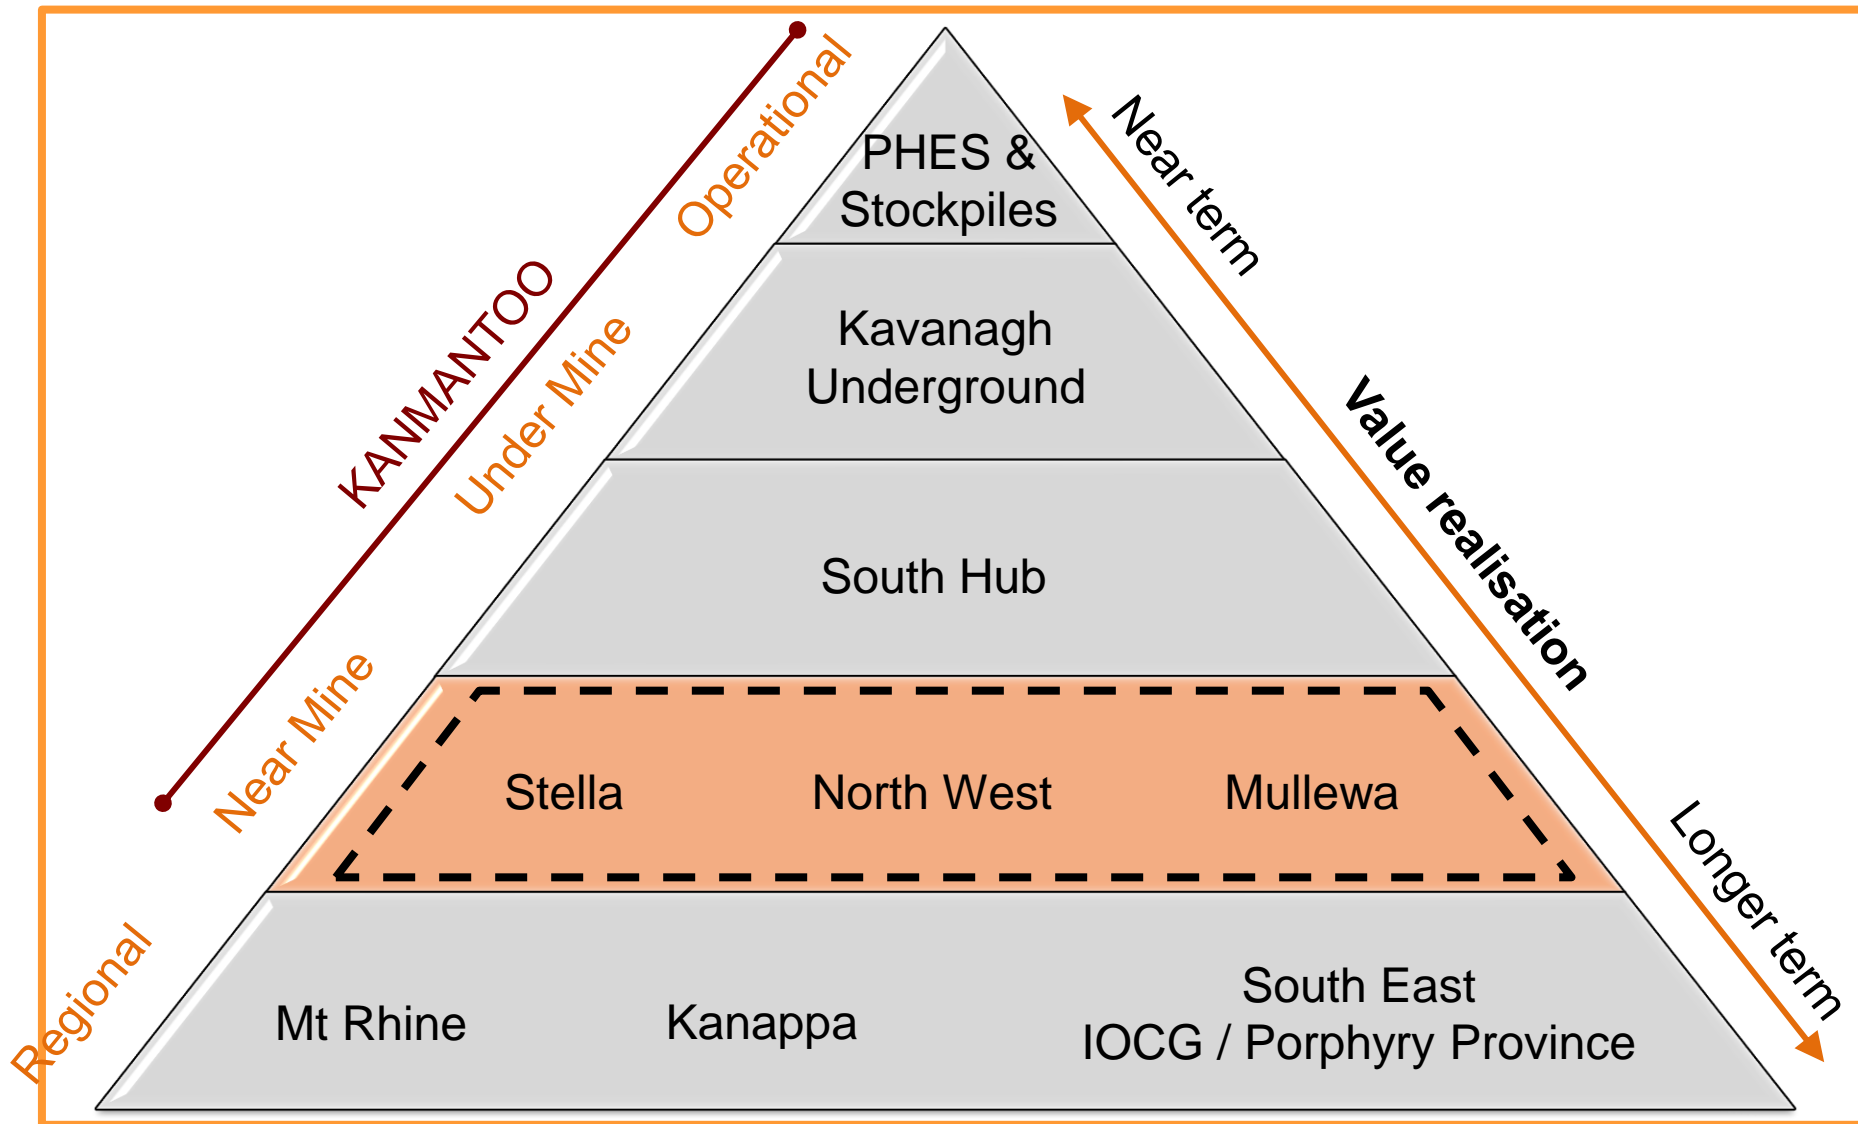 KANMANTOO
Operational
Under Mine
Near Mine
Regional
PHES &
Stockpiles
Kavanagh
Underground
South Hub
Stella
North West
Mullewa
Mt Rhine
Kanappa
South East
IOCG / Porphyry Province
Near term
Value realisation
Longer term